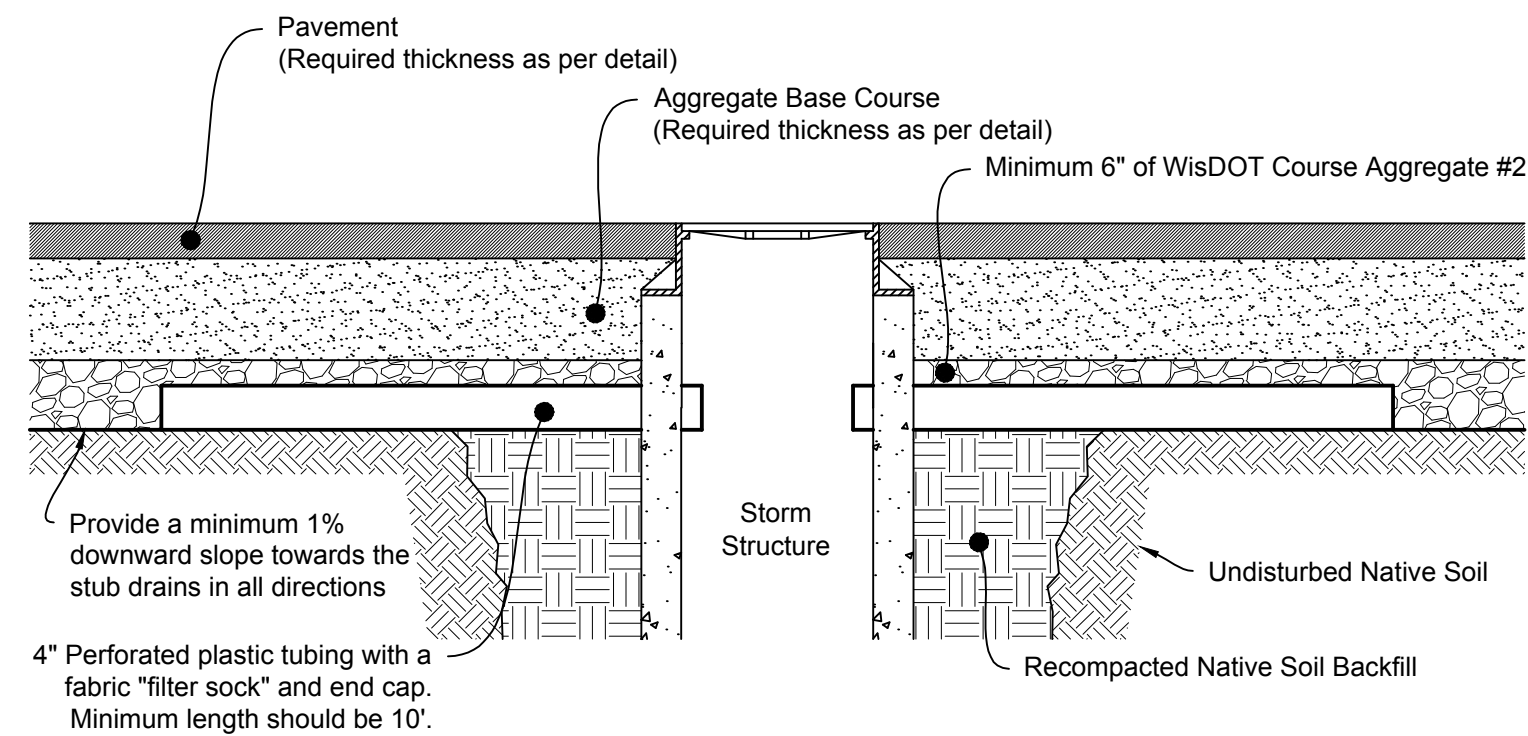 Pavement
(Required thickness as per detail)
Aggregate Base Course
(Required thickness as per detail)
Minimum 6" of WisDOT Course Aggregate #2
Storm
Structure
Provide a minimum 1%
downward slope towards the
stub drains in all directions
Undisturbed Native Soil
4" Perforated plastic tubing with a
fabric "filter sock" and end cap.
Minimum length should be 10'.
Recompacted Native Soil Backfill